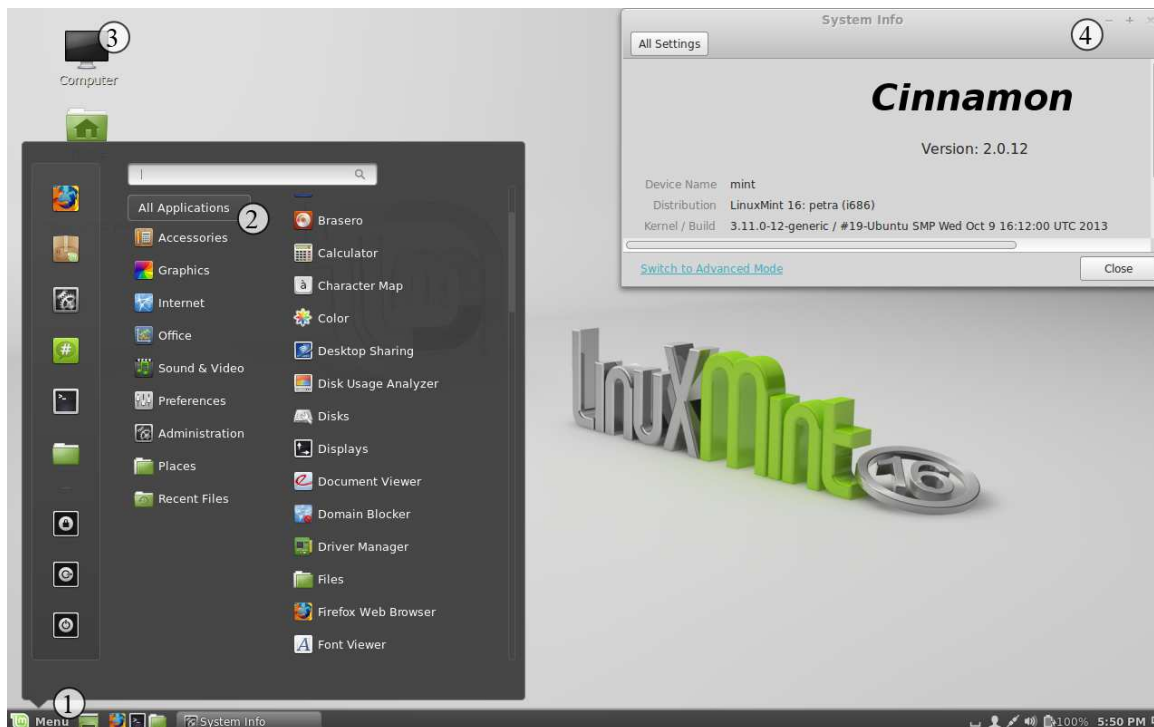 3
Computer
System Info
4
All Settings
Cinnamon
Version: 2.0.12
Device Name mint
Distribution LinuxMint 16: petra (i686)
Kernel / Build 3.11.0-12-generic / #19-Ubuntu SMP Wed Oct 9 16:12:00 UTC 2013
Switch to Advanced Mode
Close
All Applications
2
Accessories
Graphics
Internet
Office
Sound & Video
Preferences
Administration
Places
Recent Files
Brasero
Calculator
à Character Map
Color
Desktop Sharing
Disk Usage Analyzer
Disks
Displays
Document Viewer
Domain Blocker
Driver Manager
Files
Firefox Web Browser
A Font Viewer
#
LinuxMint
16
1
Menu
System Info
100% 5:50 PM